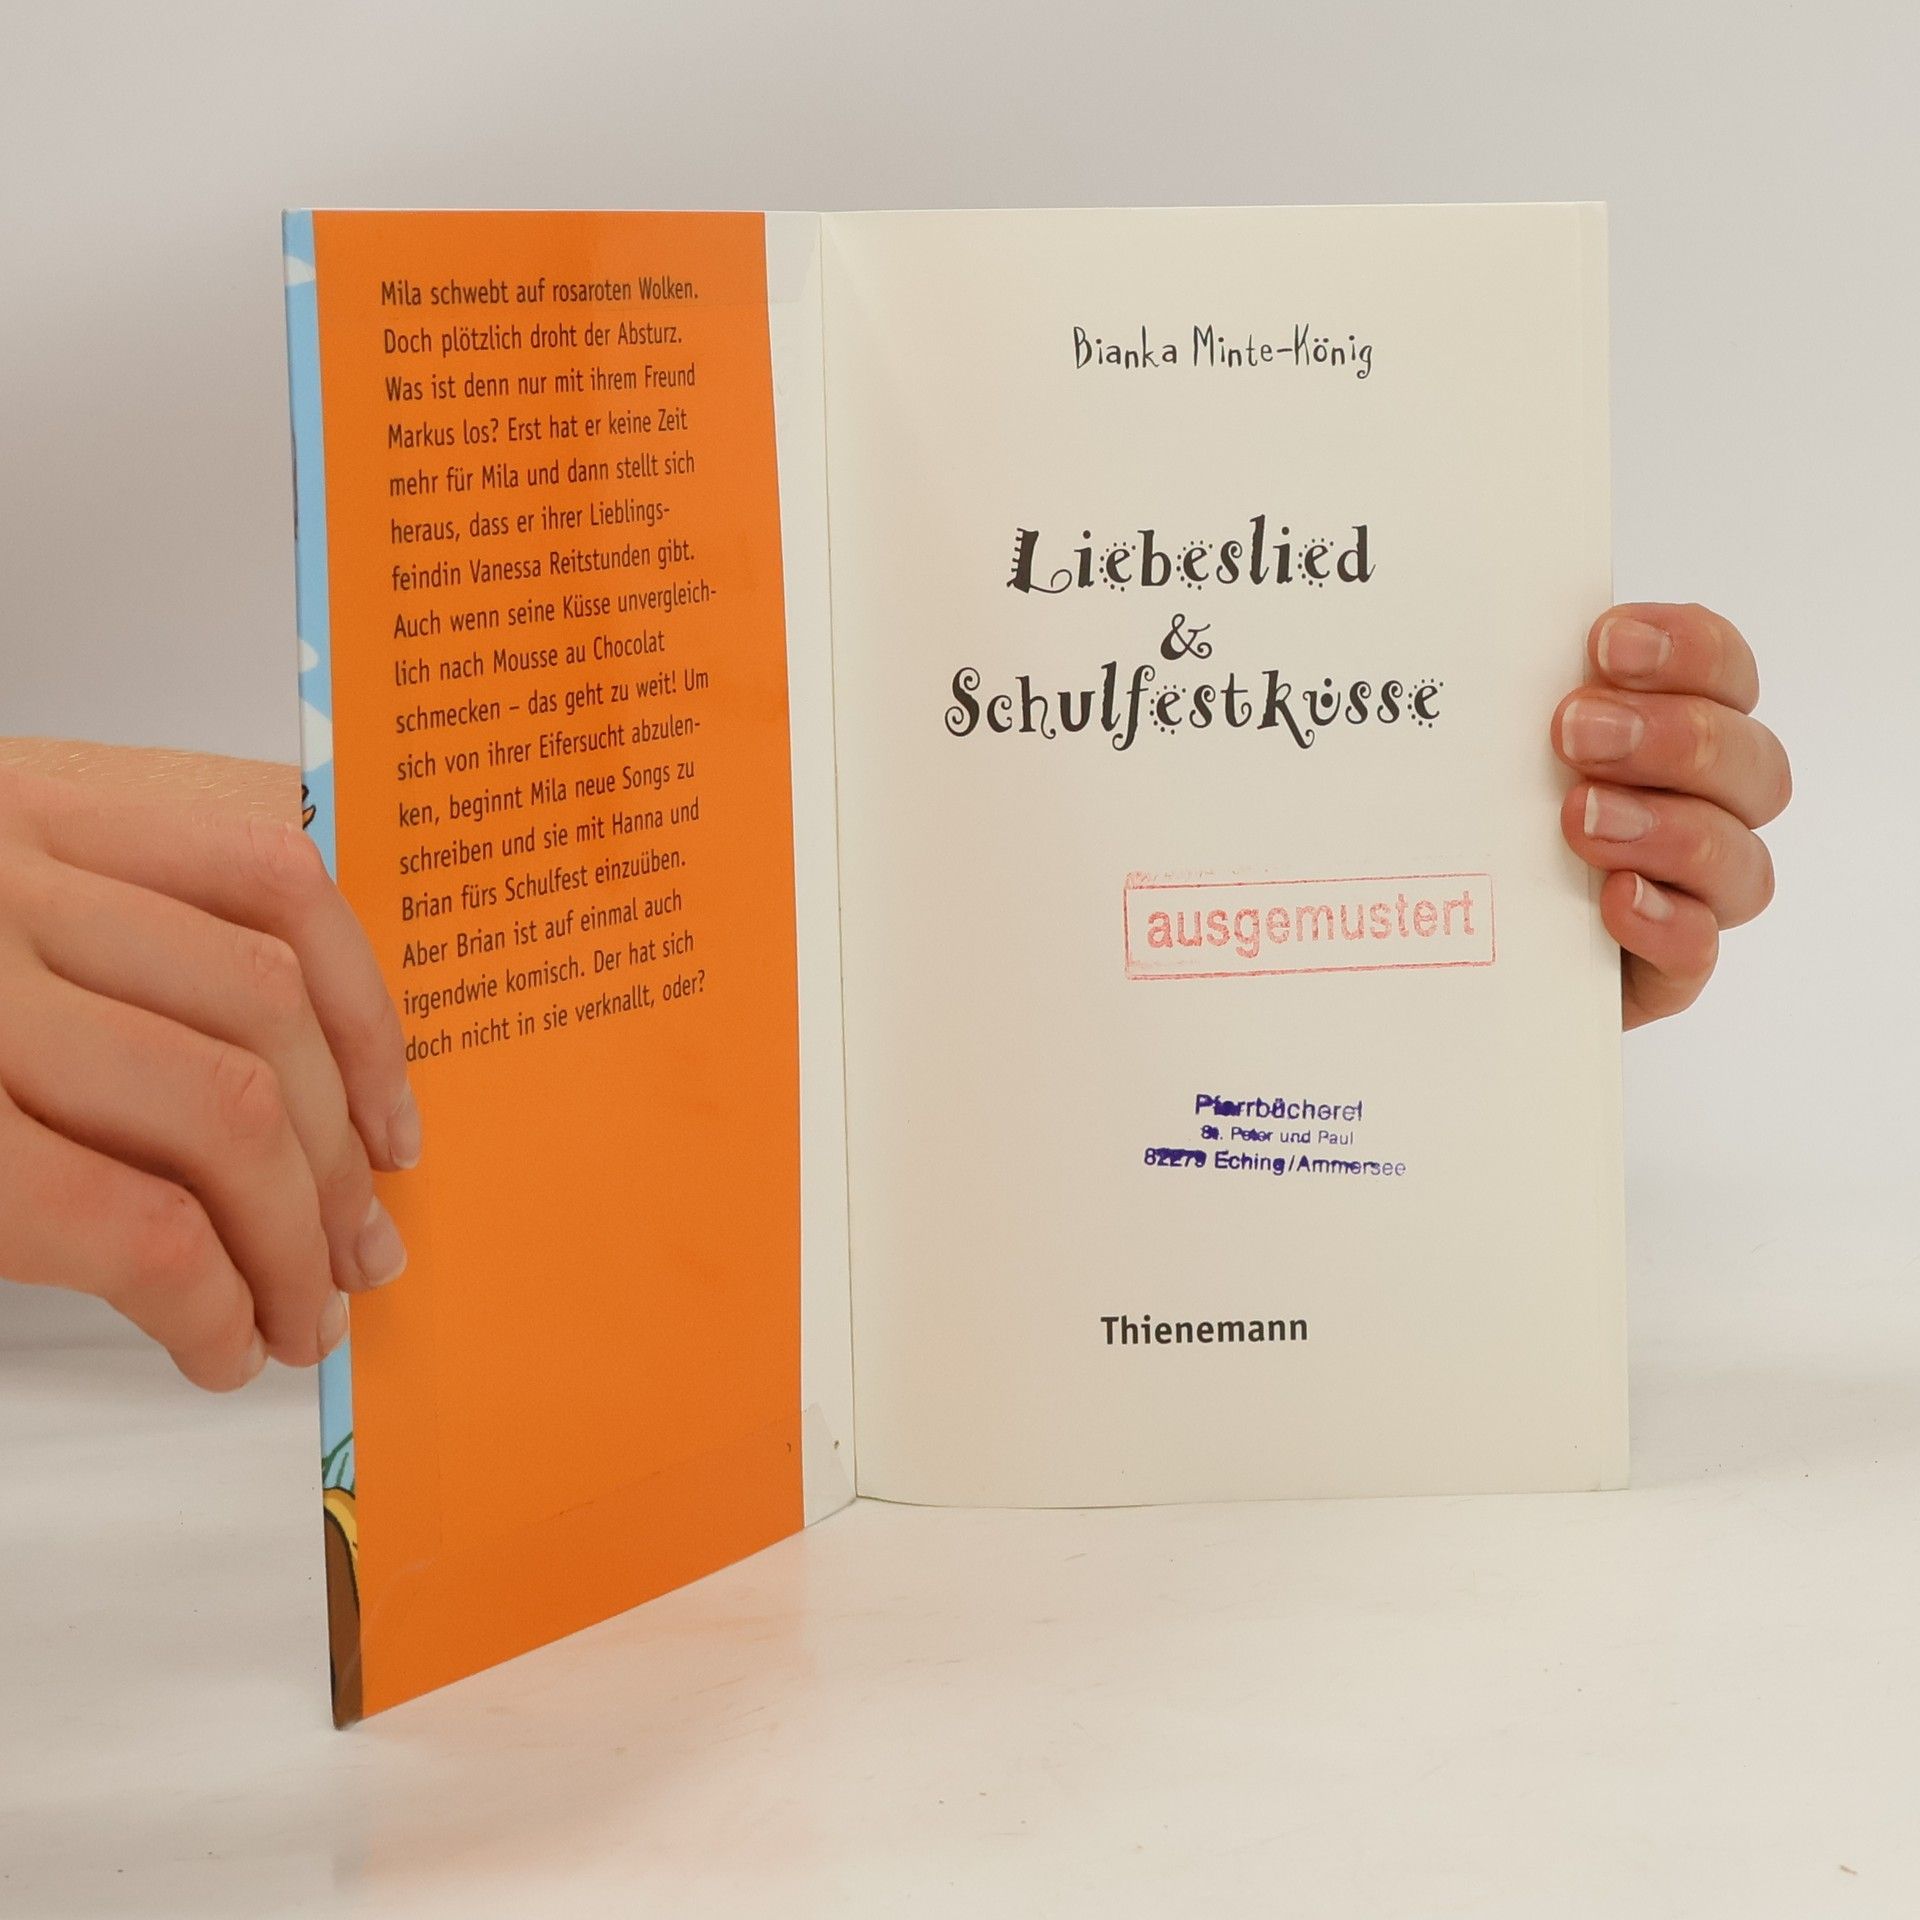 Mila schwebt auf rosaroten Wolken.
Doch plötzlich droht der Absturz.
Was ist denn nur mit ihrem Freund
Markus los? Erst hat er keine Zeit
mehr für Mila und dann stellt sich
heraus, dass er ihrer Lieblings-
feindin Vanessa Reitstunden gibt.
Auch wenn seine Küsse unvergleich-
lich nach Mousse au Chocolat
schmecken – das geht zu weit! Um
sich von ihrer Eifersucht abzulen-
ken, beginnt Mila neue Songs zu
schreiben und sie mit Hanna und
Brian fürs Schulfest einzuüben.
Aber Brian ist auf einmal auch
irgendwie komisch. Der hat sich
doch nicht in sie verknallt, oder?
Bianka Minte-König
Liebeslied
&
Schulfestküsse
ausgemustert
Pfarrbücherei
St. Peter und Paul
82279 Eching/Ammersee
Thienemann